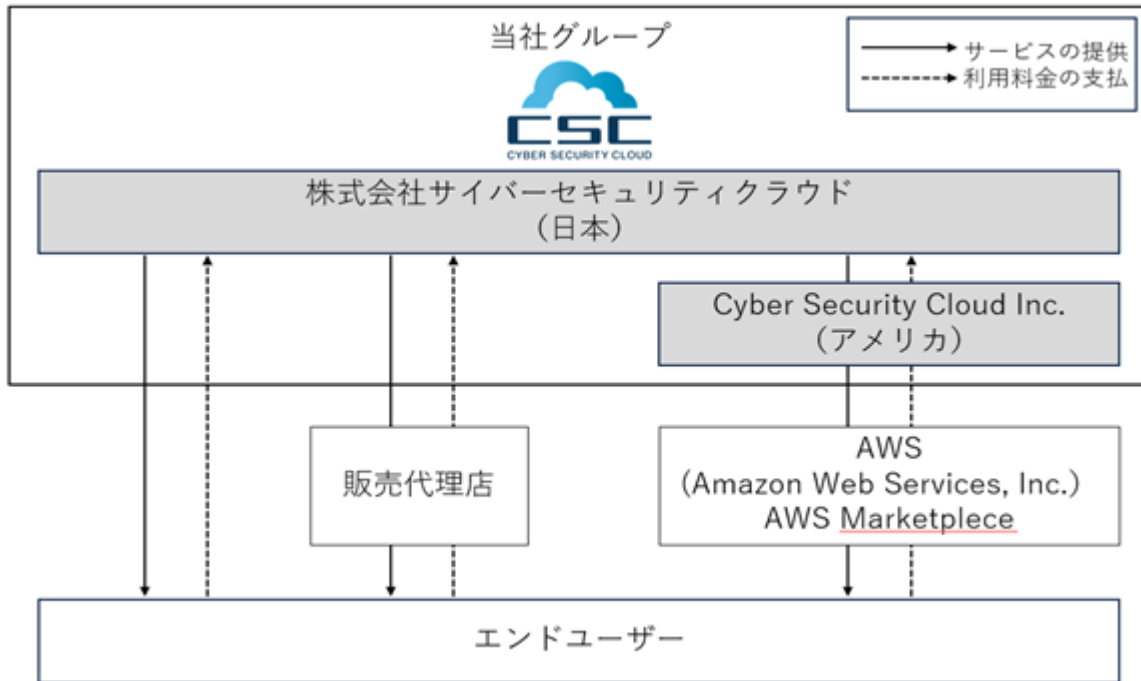 当社グループ
サービスの提供
利用料金の支払
CSC
CYBER SECURITY CLOUD
株式会社サイバーセキュリティクラウド
（日本）
Cyber Security Cloud Inc.
（アメリカ）
販売代理店
AWS
（Amazon Web Services, Inc.）
AWS Marketplece
エンドユーザー